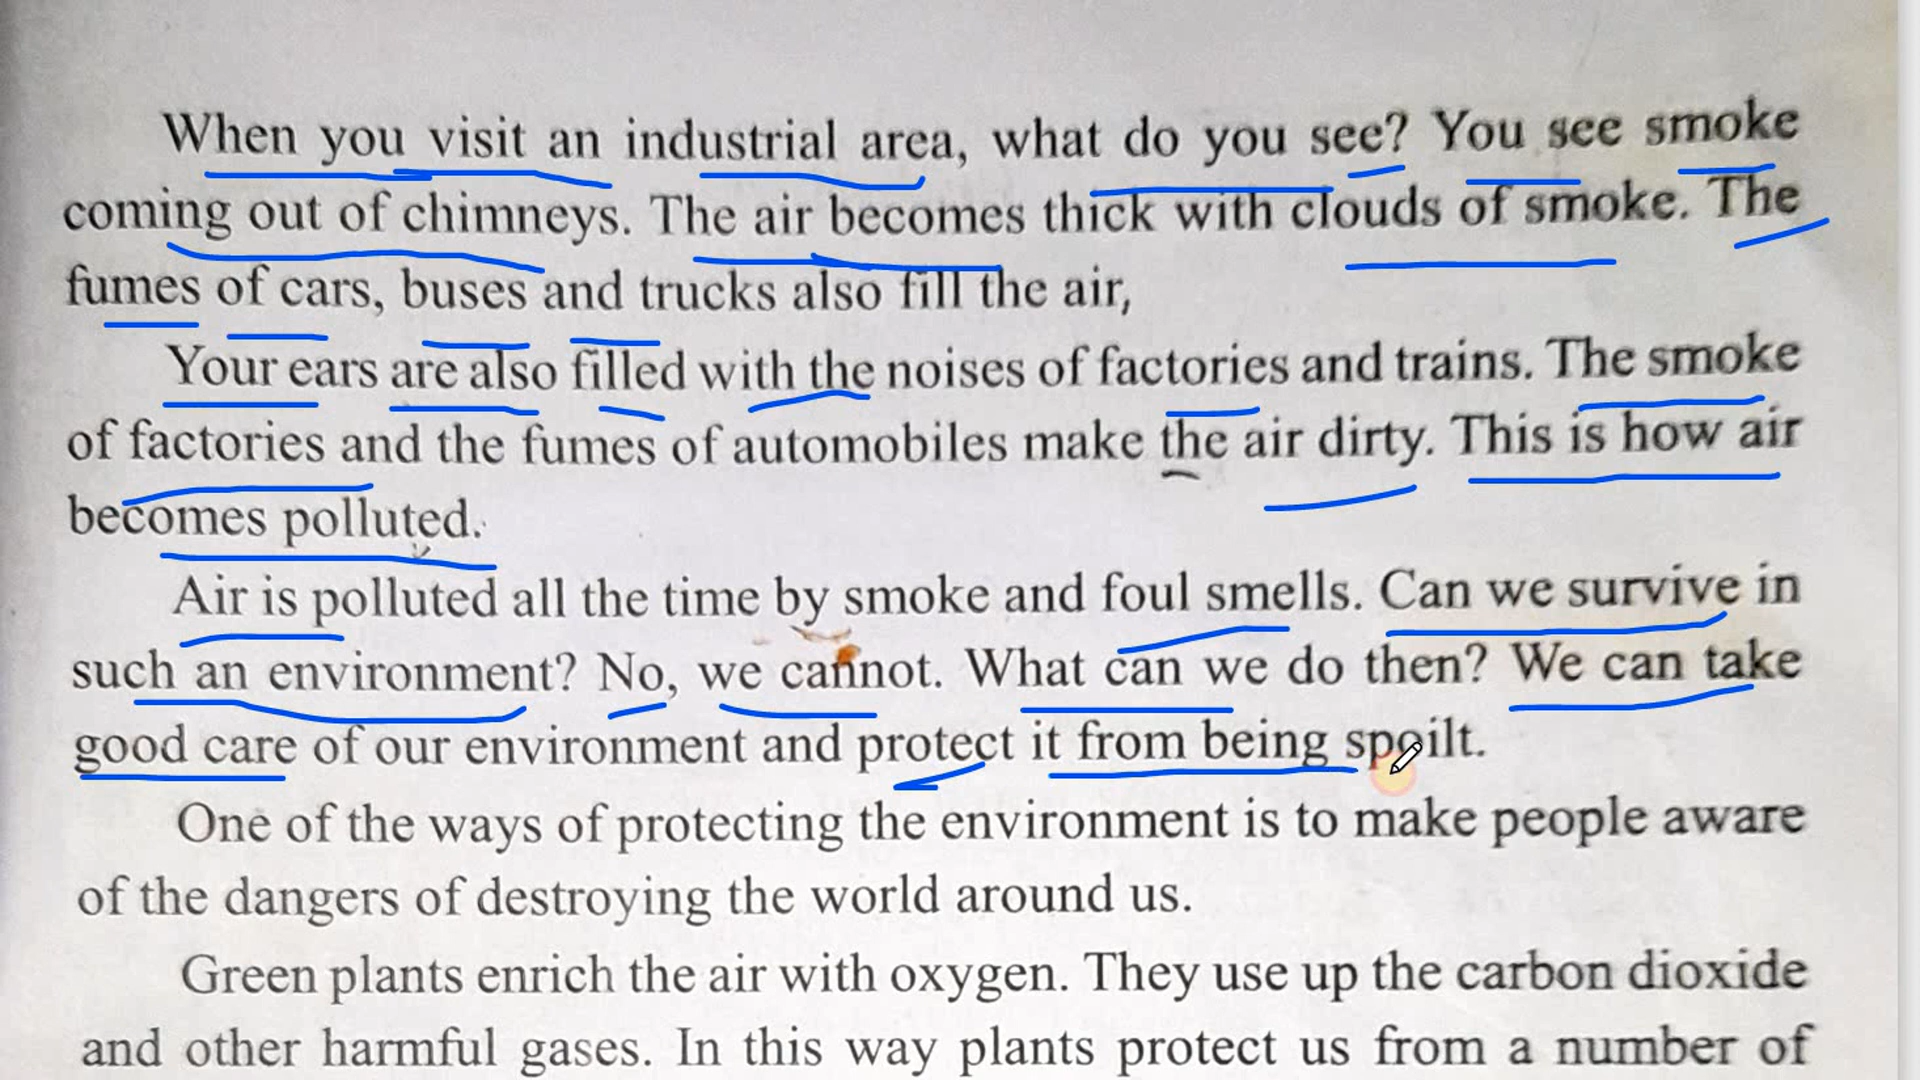 When you visit an industrial area, what do you see? You see smoke
coming out of chimneys. The air becomes thick with clouds of smoke. The
fumes of cars, buses and trucks also fill the air,
Your ears are also filled with the noises of factories and trains. The smoke
of factories and the fumes of automobiles make the air dirty. This is how air
becomes polluted.
Air is polluted all the time by smoke and foul smells. Can we survive in
such an environment? No, we cannot. What can we do then? We can take
good care of our environment and protect it from being spoilt.
One of the ways of protecting the environment is to make people aware
of the dangers of destroying the world around us.
Green plants enrich the air with oxygen. They use up the carbon dioxide
and other harmful gases. In this way plants protect us from a number of